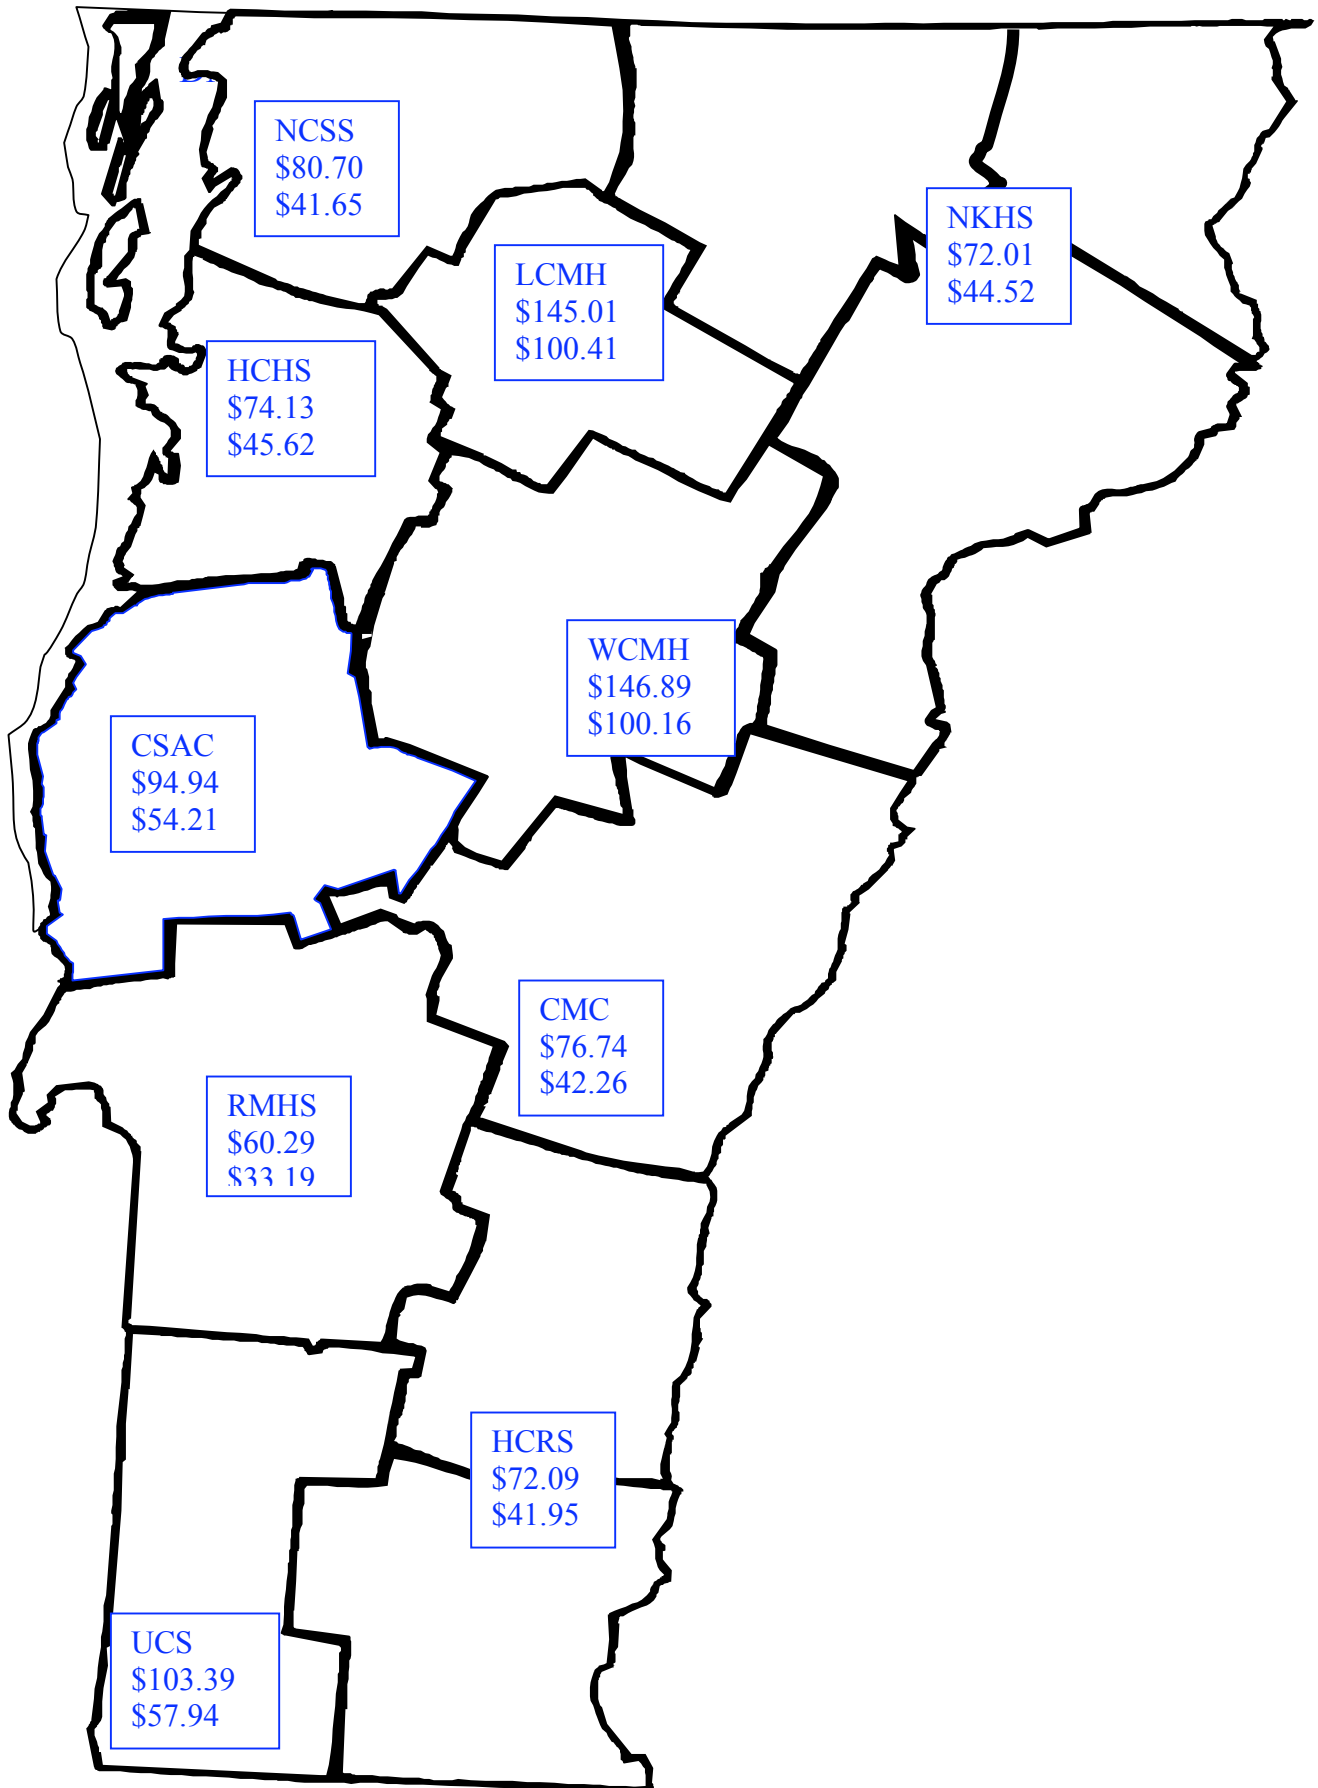 NCSS
$80.70
$41.65
NKHS
$72.01
$44.52
LCMH
$145.01
$100.41
HCHS
$74.13
$45.62
WCMH
$146.89
$100.16
CSAC
$94.94
$54.21
CMC
$76.74
$42.26
RMHS
$60.29
$33.19
HCRS
$72.09
$41.95
UCS
$103.39
$57.94